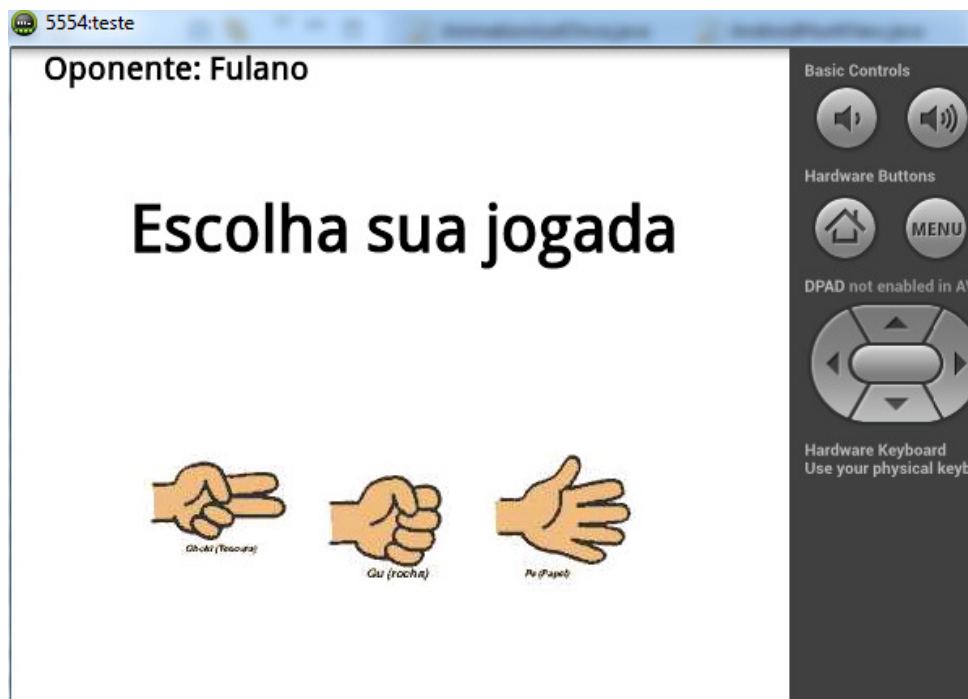 5554:teste
Oponente: Fulano
Escolha sua jogada
Choki (Tesoura)
Gu (rocha)
Pe (Papel)
Basic Controls
Hardware Buttons
MENU
DPAD not enabled in AV
Hardware Keyboard
Use your physical keyb